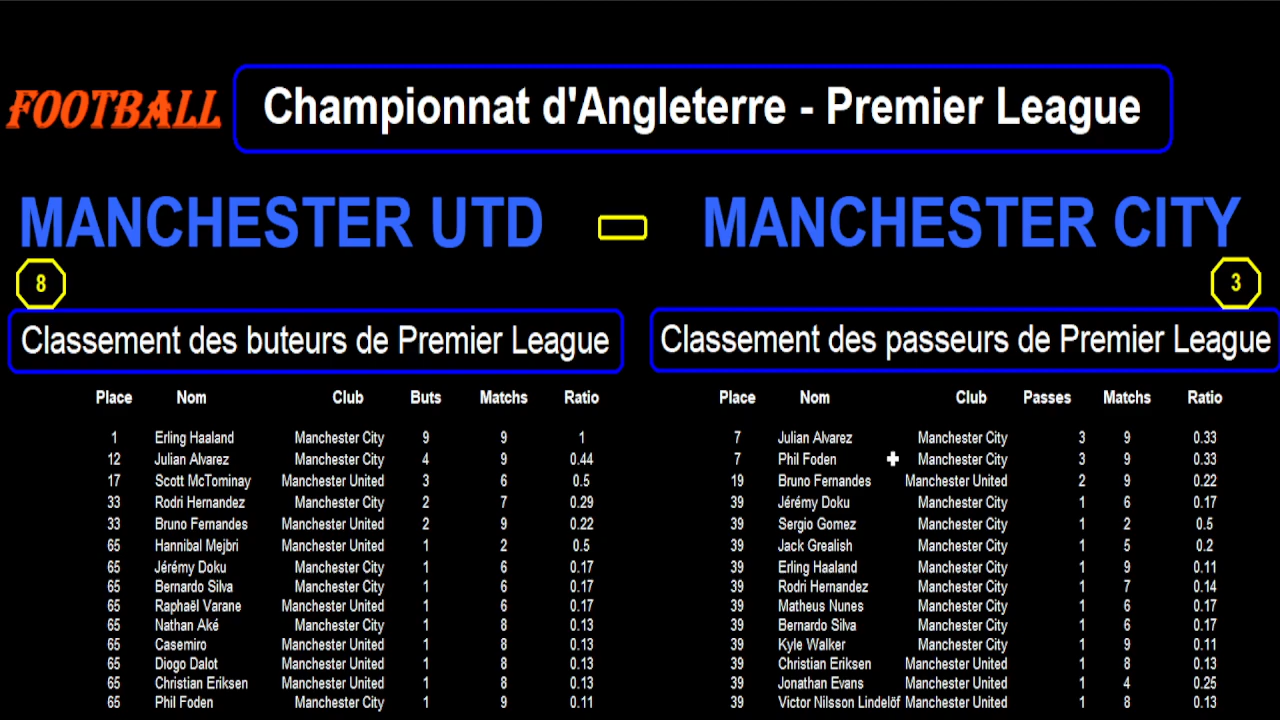 FOOTBALL
Championnat d'Angleterre - Premier League
MANCHESTER UTD - MANCHESTER CITY
8
3
Classement des buteurs de Premier League
Place Nom Club Buts Matchs Ratio
1 Erling Haaland Manchester City 9 9 1
12 Julian Alvarez Manchester City 4 9 0.44
17 Scott McTominay Manchester United 3 6 0.5
33 Rodri Hernandez Manchester City 2 7 0.29
33 Bruno Fernandes Manchester United 2 9 0.22
65 Hannibal Mejbri Manchester United 1 2 0.5
65 Jérémy Doku Manchester City 1 6 0.17
65 Bernardo Silva Manchester City 1 6 0.17
65 Raphaël Varane Manchester United 1 6 0.17
65 Nathan Aké Manchester City 1 8 0.13
65 Casemiro Manchester United 1 8 0.13
65 Diogo Dalot Manchester United 1 8 0.13
65 Christian Eriksen Manchester United 1 8 0.13
65 Phil Foden Manchester City 1 9 0.11
Classement des passeurs de Premier League
Place Nom Club Passes Matchs Ratio
7 Julian Alvarez Manchester City 3 9 0.33
7 Phil Foden Manchester City 3 9 0.33
19 Bruno Fernandes Manchester United 2 9 0.22
39 Jérémy Doku Manchester City 1 6 0.17
39 Sergio Gomez Manchester City 1 2 0.5
39 Jack Grealish Manchester City 1 5 0.2
39 Erling Haaland Manchester City 1 9 0.11
39 Rodri Hernandez Manchester City 1 7 0.14
39 Matheus Nunes Manchester City 1 6 0.17
39 Bernardo Silva Manchester City 1 6 0.17
39 Kyle Walker Manchester City 1 9 0.11
39 Christian Eriksen Manchester United 1 8 0.13
39 Jonathan Evans Manchester United 1 4 0.25
39 Victor Nilsson Lindelöf Manchester United 1 8 0.13